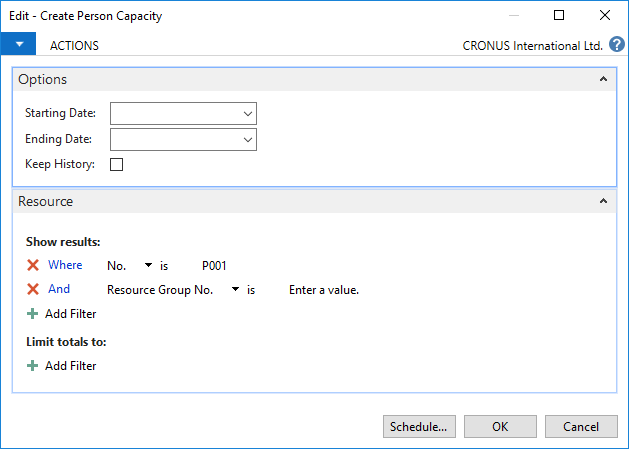 Edit - Create Person Capacity
ACTIONS
CRONUS International Ltd. ?
Options
Starting Date:
Ending Date:
Keep History:
Resource
Show results:
Where No. is P001
And Resource Group No. is Enter a value.
Add Filter
Limit totals to:
Add Filter
Schedule... OK Cancel